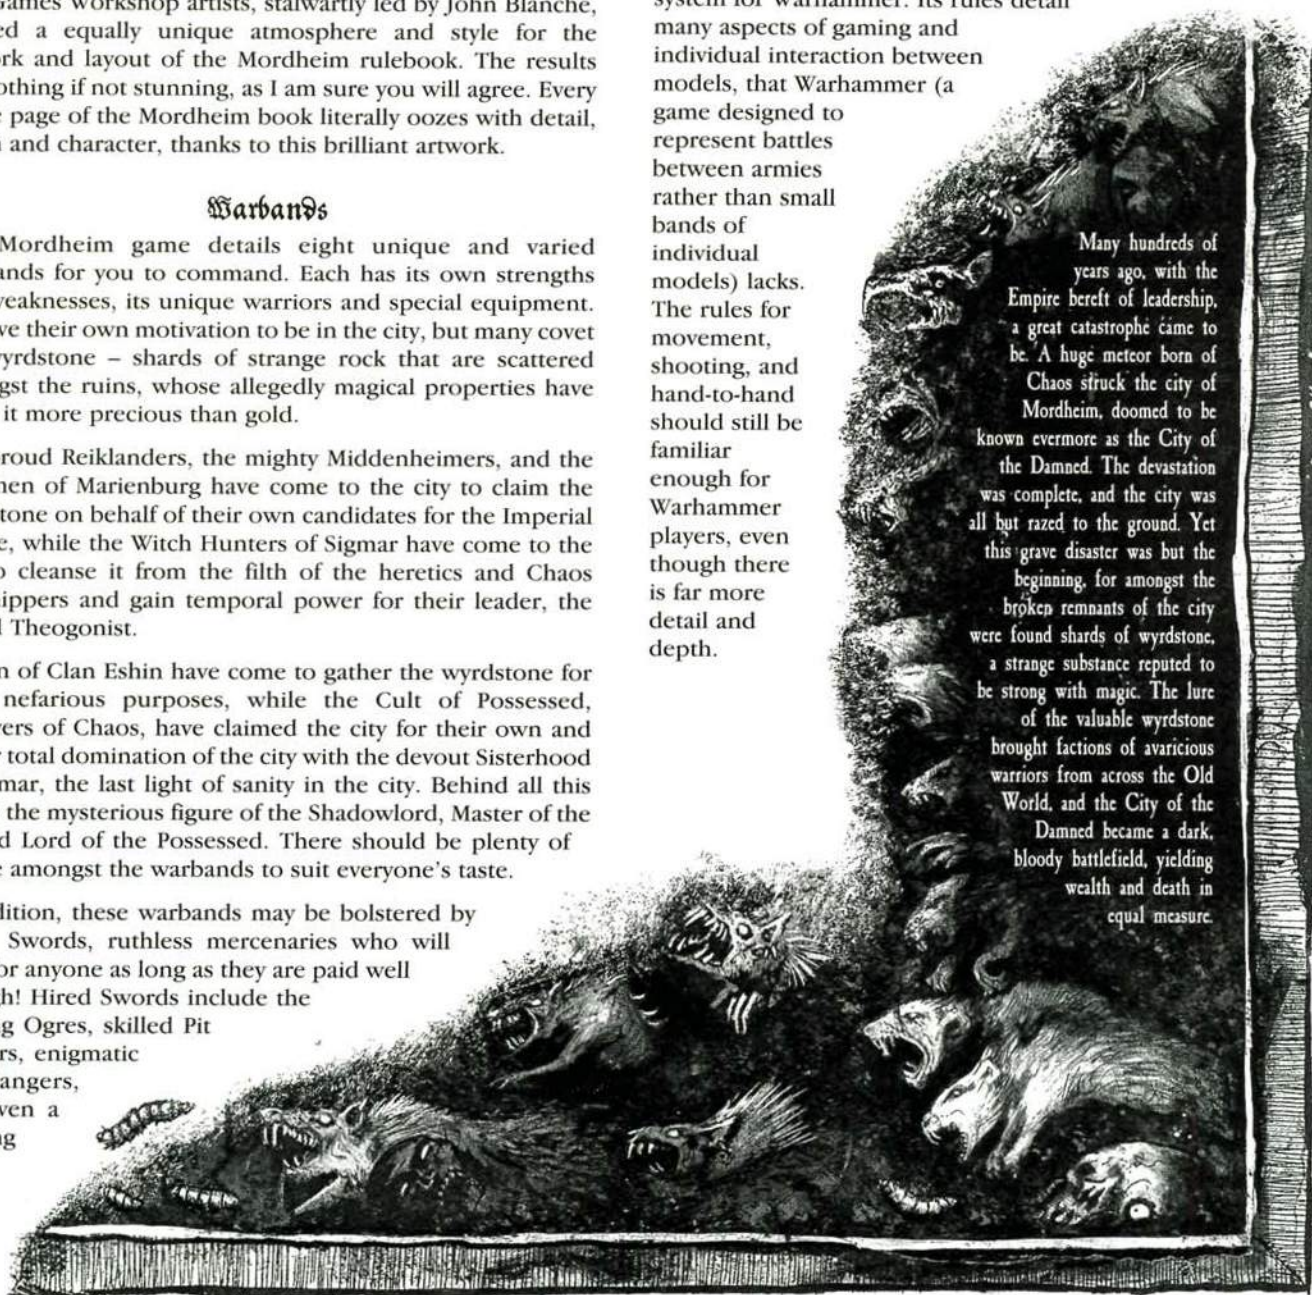 Games Workshop artists, stalwartly led by John Blanche,
ed a equally unique atmosphere and style for the
rk and layout of the Mordheim rulebook. The results
othing if not stunning, as I am sure you will agree. Every
page of the Mordheim book literally oozes with detail,
and character, thanks to this brilliant artwork.
Warbands
Mordheim game details eight unique and varied
ands for you to command. Each has its own strengths
weaknesses, its unique warriors and special equipment.
ve their own motivation to be in the city, but many covet
wyrdstone – shards of strange rock that are scattered
gst the ruins, whose allegedly magical properties have
it more precious than gold.
roud Reiklanders, the mighty Middenheimers, and the
men of Marienburg have come to the city to claim the
tone on behalf of their own candidates for the Imperial
e, while the Witch Hunters of Sigmar have come to the
o cleanse it from the filth of the heretics and Chaos
ippers and gain temporal power for their leader, the
l Theogonist.
n of Clan Eshin have come to gather the wyrdstone for
nefarious purposes, while the Cult of Possessed,
ers of Chaos, have claimed the city for their own and
r total domination of the city with the devout Sisterhood
mar, the last light of sanity in the city. Behind all this
the mysterious figure of the Shadowlord, Master of the
d Lord of the Possessed. There should be plenty of
e amongst the warbands to suit everyone's taste.
dition, these warbands may be bolstered by
Swords, ruthless mercenaries who will
or anyone as long as they are paid well
gh! Hired Swords include the
g Ogres, skilled Pit
rs, enigmatic
angers,
ven a
ng
system for Warhammer. Its rules detail
many aspects of gaming and
individual interaction between
models, that Warhammer (a
game designed to
represent battles
between armies
rather than small
bands of
individual
models) lacks.
The rules for
movement,
shooting, and
hand-to-hand
should still be
familiar
enough for
Warhammer
players, even
though there
is far more
detail and
depth.
Many hundreds of
years ago, with the
Empire bereft of leadership,
a great catastrophe came to
be. A huge meteor born of
Chaos struck the city of
Mordheim, doomed to be
known evermore as the City of
the Damned. The devastation
was complete, and the city was
all but razed to the ground. Yet
this grave disaster was but the
beginning, for amongst the
broken remnants of the city
were found shards of wyrdstone,
a strange substance reputed to
be strong with magic. The lure
of the valuable wyrdstone
brought factions of avaricious
warriors from across the Old
World, and the City of the
Damned became a dark,
bloody battlefield, yielding
wealth and death in
equal measure.